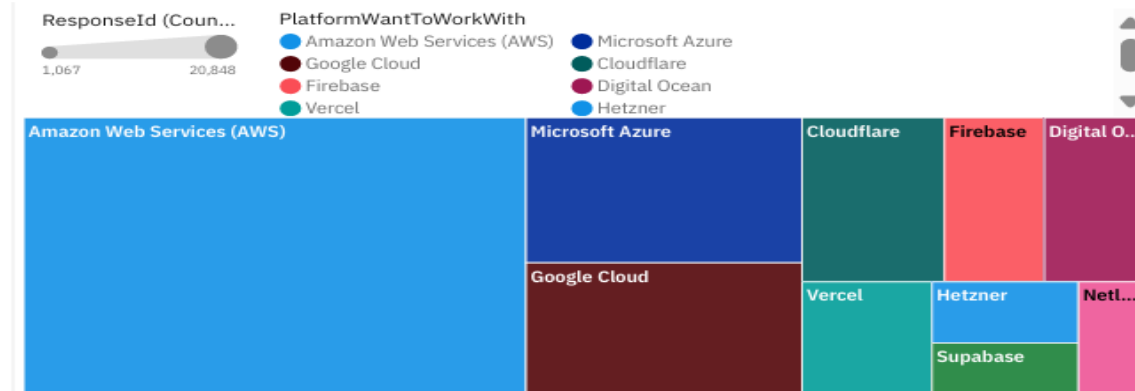 ResponseId (Coun...
1,067 20,848
PlatformWantToWorkWith
Amazon Web Services (AWS) Microsoft Azure
Google Cloud Cloudflare
Firebase Digital Ocean
Vercel Hetzner
Amazon Web Services (AWS)
Microsoft Azure
Google Cloud
Cloudflare
Firebase
Digital O...
Vercel
Hetzner
Netl...
Supabase